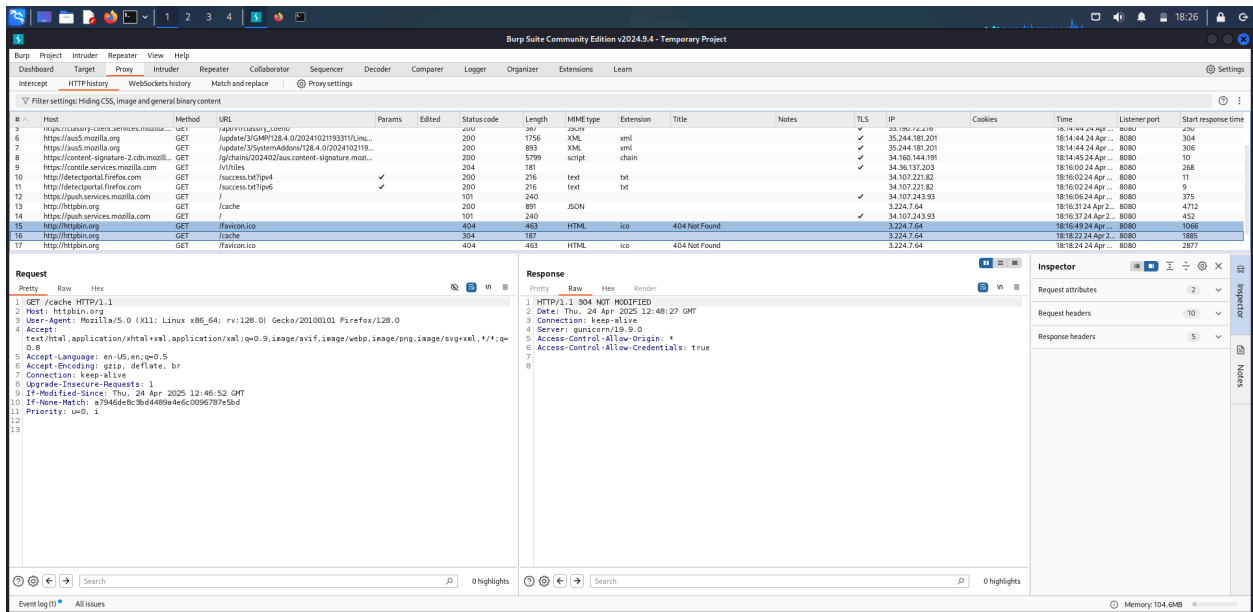 1 2 3 4 18:26
Burp Suite Community Edition v2024.9.4 - Temporary Project
Burp Project Intruder Repeater View Help
Dashboard Target Proxy Intruder Repeater Collaborator Sequencer Decoder Comparer Logger Organizer Extensions Learn Settings
Intercept HTTP history WebSockets history Match and replace Proxy settings
Filter settings: Hiding CSS, image and general binary content
# Host Method URL Params Edited Status code Length MIME type Extension Title Notes TLS IP Cookies Time Listener port Start response time
5 https://classify-client.services.mozilla... GET /api/v1/classify_client/ 200 367 JSON ✓ 35.190.72.216 18:14:44 24 Apr ... 8080 250
6 https://aus5.mozilla.org GET /update/3/GMP/128.4.0/20241021193311/Linu... 200 1756 XML xml ✓ 35.244.181.201 18:14:44 24 Apr ... 8080 304
7 https://aus5.mozilla.org GET /update/3/SystemAddons/128.4.0/2024102119... 200 893 XML xml ✓ 35.244.181.201 18:14:44 24 Apr ... 8080 306
8 https://content-signature-2.cdn.mozill... GET /g/chains/202402/aus.content-signature.mozi... 200 5799 script chain ✓ 34.160.144.191 18:14:45 24 Apr ... 8080 10
9 https://contile.services.mozilla.com GET /v1/tiles 204 181 ✓ 34.36.137.203 18:16:00 24 Apr ... 8080 268
10 http://detectportal.firefox.com GET /success.txt?ipv4 ✓ 200 216 text txt 34.107.221.82 18:16:02 24 Apr ... 8080 11
11 http://detectportal.firefox.com GET /success.txt?ipv6 ✓ 200 216 text txt 34.107.221.82 18:16:02 24 Apr ... 8080 9
12 https://push.services.mozilla.com GET / 101 240 ✓ 34.107.243.93 18:16:06 24 Apr ... 8080 375
13 http://httpbin.org GET /cache 200 891 JSON 3.224.7.64 18:16:31 24 Apr 2... 8080 4712
14 https://push.services.mozilla.com GET / 101 240 ✓ 34.107.243.93 18:16:37 24 Apr 2... 8080 452
15 http://httpbin.org GET /favicon.ico 404 463 HTML ico 404 Not Found 3.224.7.64 18:16:49 24 Apr ... 8080 1066
16 http://httpbin.org GET /cache 304 187 3.224.7.64 18:18:22 24 Apr ... 8080 1885
17 http://httpbin.org GET /favicon.ico 404 463 HTML ico 404 Not Found 3.224.7.64 18:18:24 24 Apr ... 8080 2877
Request
Pretty Raw Hex \n
1 GET /cache HTTP/1.1
2 Host: httpbin.org
3 User-Agent: Mozilla/5.0 (X11; Linux x86_64; rv:128.0) Gecko/20100101 Firefox/128.0
4 Accept:
text/html,application/xhtml+xml,application/xml;q=0.9,image/avif,image/webp,image/png,image/svg+xml,*/*;q=
0.8
5 Accept-Language: en-US,en;q=0.5
6 Accept-Encoding: gzip, deflate, br
7 Connection: keep-alive
8 Upgrade-Insecure-Requests: 1
9 If-Modified-Since: Thu, 24 Apr 2025 12:46:52 GMT
10 If-None-Match: a7946de8c3bd4489a4e6c0096787e5bd
11 Priority: u=0, i
12
13
Search 0 highlights
Response
Pretty Raw Hex Render \n
1 HTTP/1.1 304 NOT MODIFIED
2 Date: Thu, 24 Apr 2025 12:48:27 GMT
3 Connection: keep-alive
4 Server: gunicorn/19.9.0
5 Access-Control-Allow-Origin: *
6 Access-Control-Allow-Credentials: true
7
8
Search 0 highlights
Inspector
Request attributes 2
Request headers 10
Response headers 5
Inspector
Notes
Event log (1) All issues Memory: 104.6MB